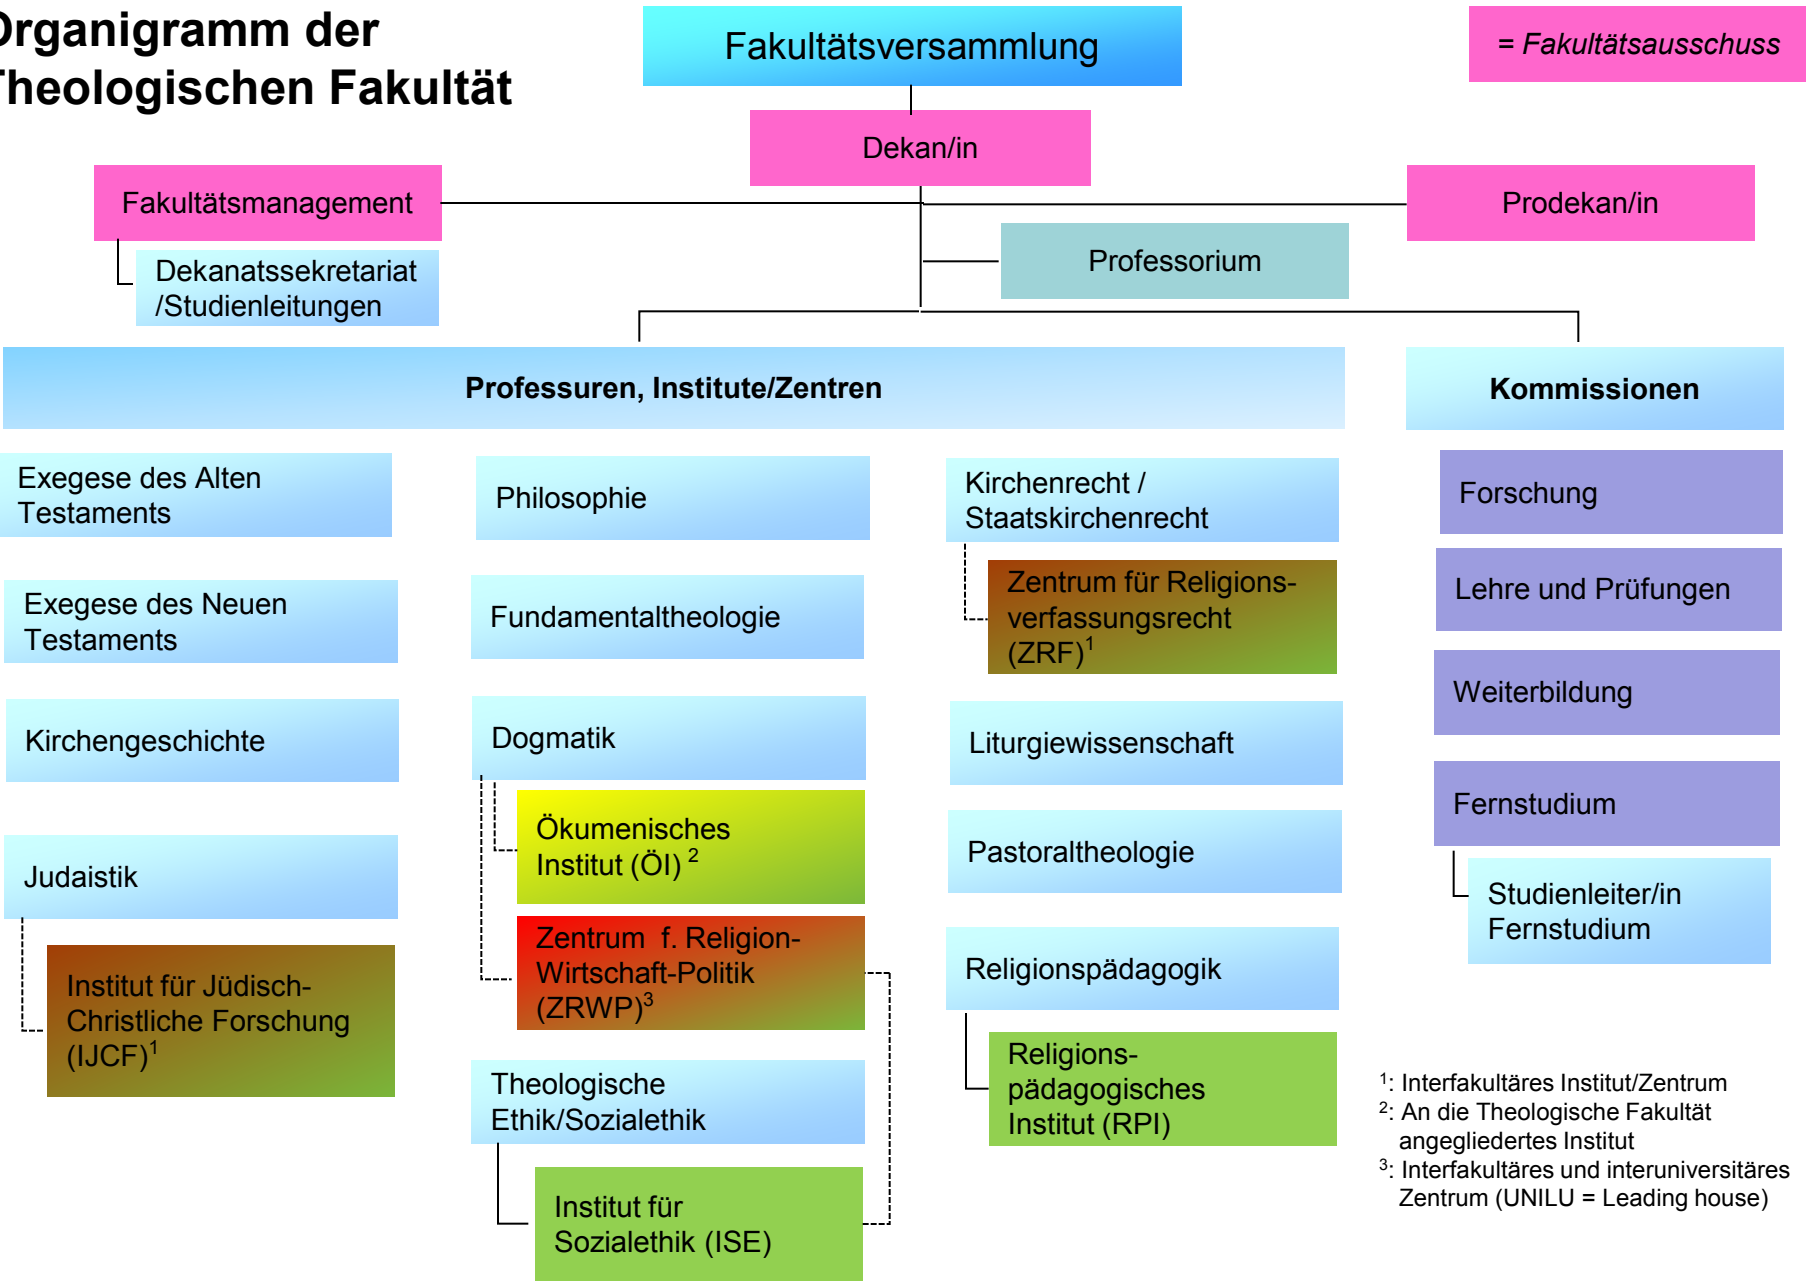 Organigramm der
Theologischen Fakultät
Fakultätsversammlung
= Fakultätsausschuss
Dekan/in
Fakultätsmanagement
Prodekan/in
Dekanatssekretariat
/Studienleitungen
Professorium
Professuren, Institute/Zentren
Kommissionen
Exegese des Alten
Testaments
Exegese des Neuen
Testaments
Kirchengeschichte
Judaistik
Institut für Jüdisch-
Christliche Forschung
(IJCF)1
Philosophie
Fundamentaltheologie
Dogmatik
Ökumenisches
Institut (ÖI) 2
Zentrum f. Religion-
Wirtschaft-Politik
(ZRWP)3
Theologische
Ethik/Sozialethik
Institut für
Sozialethik (ISE)
Kirchenrecht /
Staatskirchenrecht
Zentrum für Religions-
verfassungsrecht
(ZRF)1
Liturgiewissenschaft
Pastoraltheologie
Religionspädagogik
Religions-
pädagogisches
Institut (RPI)
Forschung
Lehre und Prüfungen
Weiterbildung
Fernstudium
Studienleiter/in
Fernstudium
1: Interfakultäres Institut/Zentrum
2: An die Theologische Fakultät
angegliedertes Institut
3: Interfakultäres und interuniversitäres
Zentrum (UNILU = Leading house)